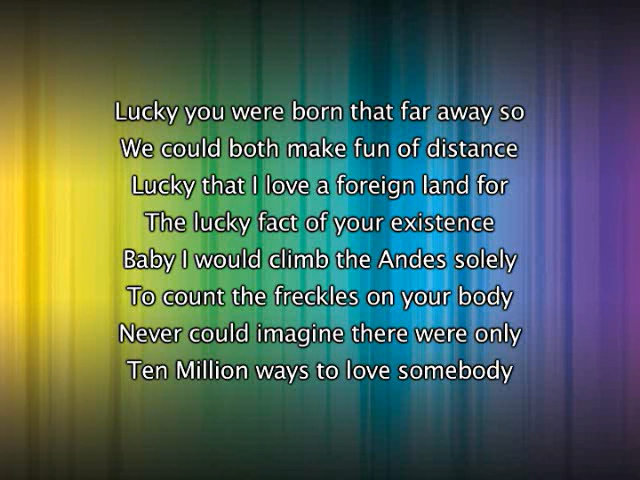 Lucky you were born that far away so
We could both make fun of distance
Lucky that I love a foreign land for
The lucky fact of your existence
Baby I would climb the Andes solely
To count the freckles on your body
Never could imagine there were only
Ten Million ways to love somebody